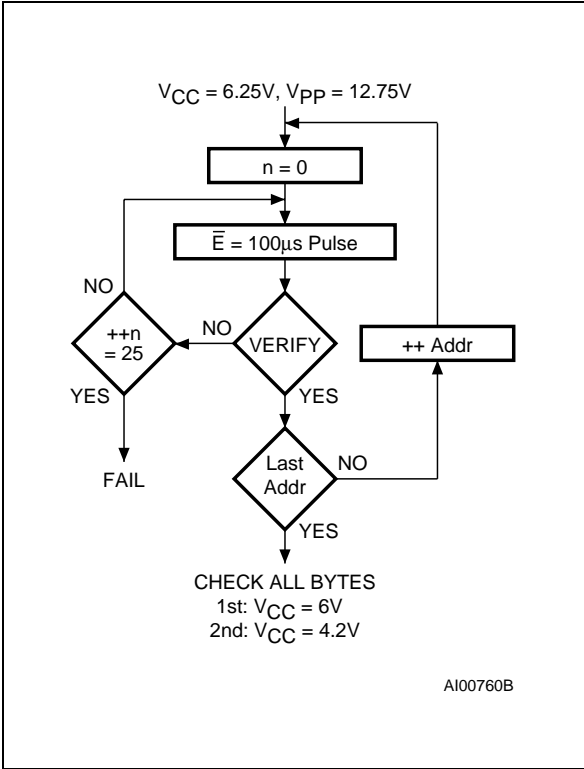 VCC = 6.25V, VPP = 12.75V
n = 0
E̅ = 100µs Pulse
NO
++n
= 25
NO
VERIFY
++ Addr
YES
YES
FAIL
Last
Addr
NO
YES
CHECK ALL BYTES
1st: VCC = 6V
2nd: VCC = 4.2V
AI00760B